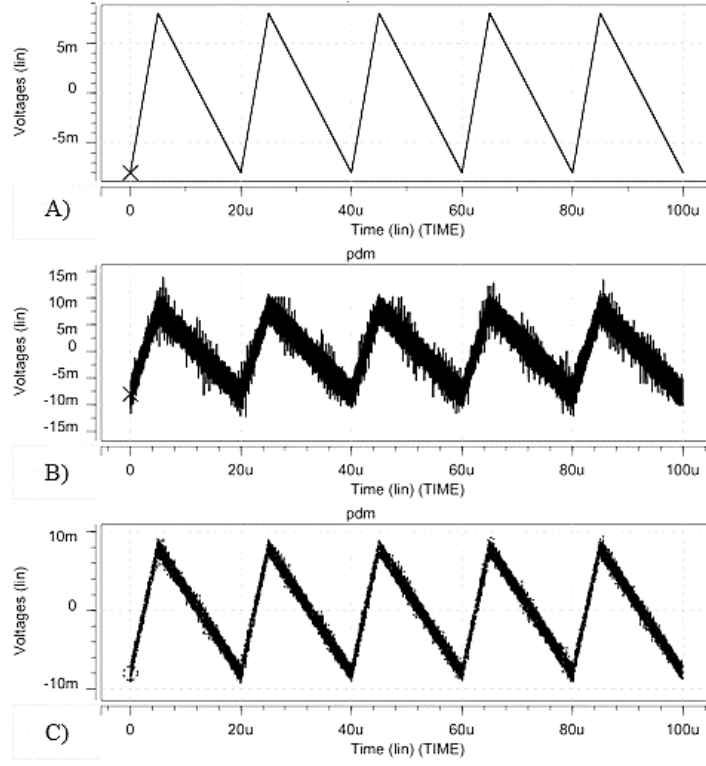 Voltages (lin)
5m
0
-5m
A)
0 20u 40u 60u 80u 100u
Time (lin) (TIME)
pdm
Voltages (lin)
15m
10m
5m
0
-5m
-10m
-15m
B)
0 20u 40u 60u 80u 100u
Time (lin) (TIME)
pdm
Voltages (lin)
10m
0
-10m
C)
0 20u 40u 60u 80u 100u
Time (lin) (TIME)